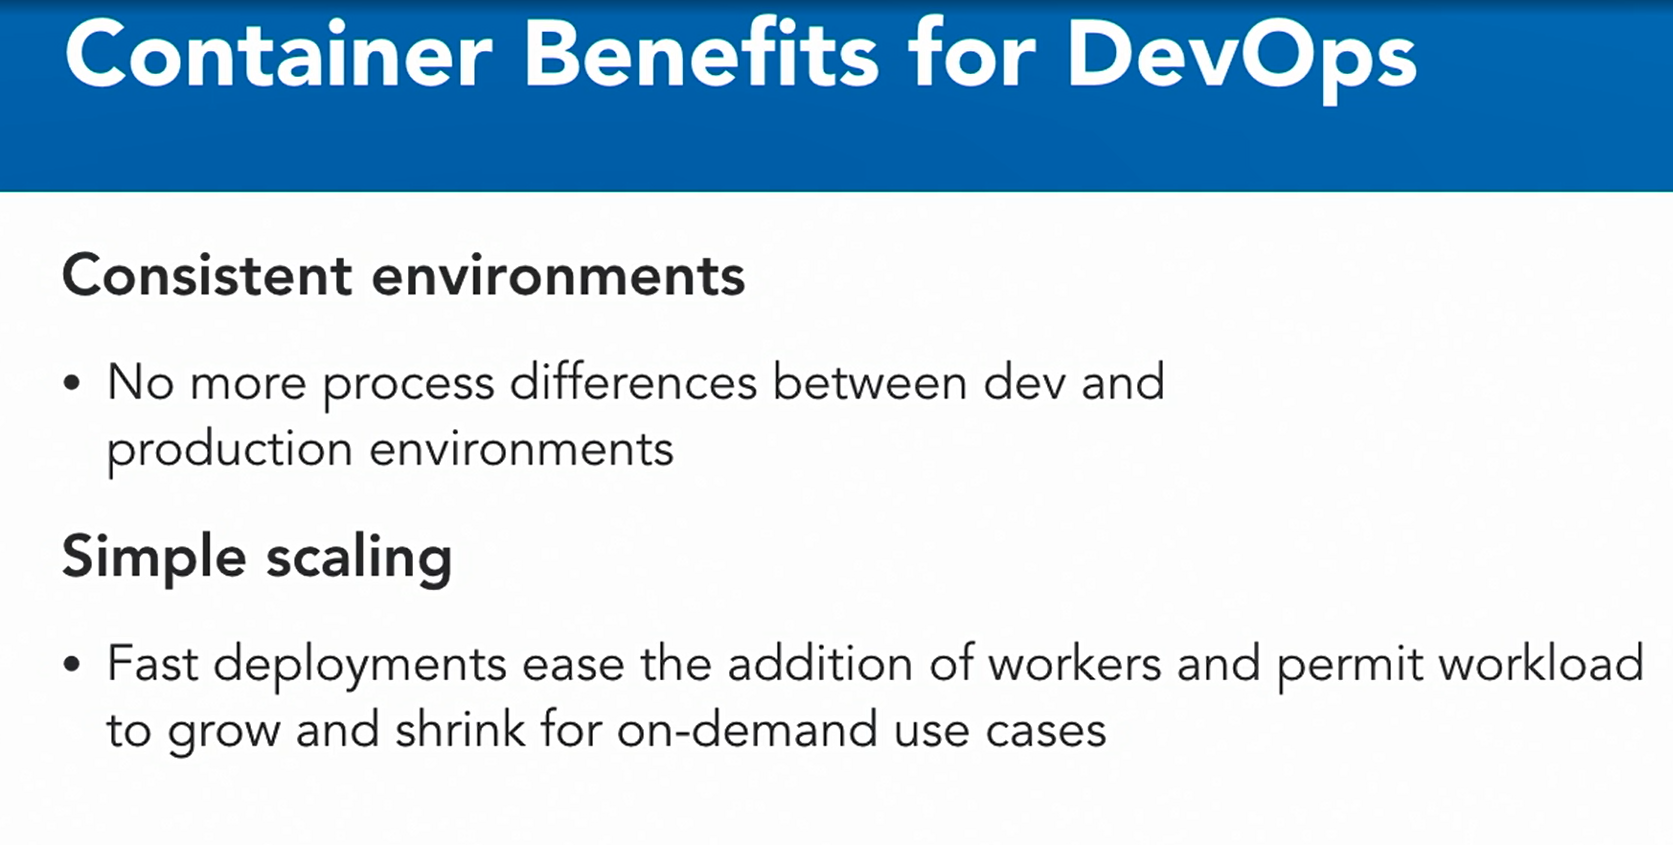 Container Benefits for DevOps
Consistent environments
• No more process differences between dev and
production environments
Simple scaling
• Fast deployments ease the addition of workers and permit workload
to grow and shrink for on-demand use cases